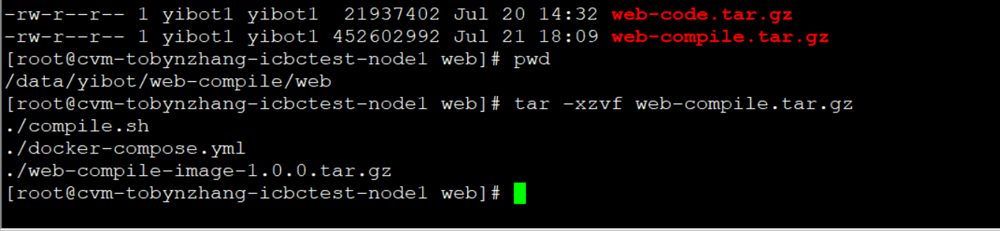 -rw-r--r-- 1 yibot1 yibot1  21937402 Jul 20 14:32 web-code.tar.gz
-rw-r--r-- 1 yibot1 yibot1 452602992 Jul 21 18:09 web-compile.tar.gz
[root@cvm-tobynzhang-icbctest-node1 web]# pwd
/data/yibot/web-compile/web
[root@cvm-tobynzhang-icbctest-node1 web]# tar -xzvf web-compile.tar.gz
./compile.sh
./docker-compose.yml
./web-compile-image-1.0.0.tar.gz
[root@cvm-tobynzhang-icbctest-node1 web]#